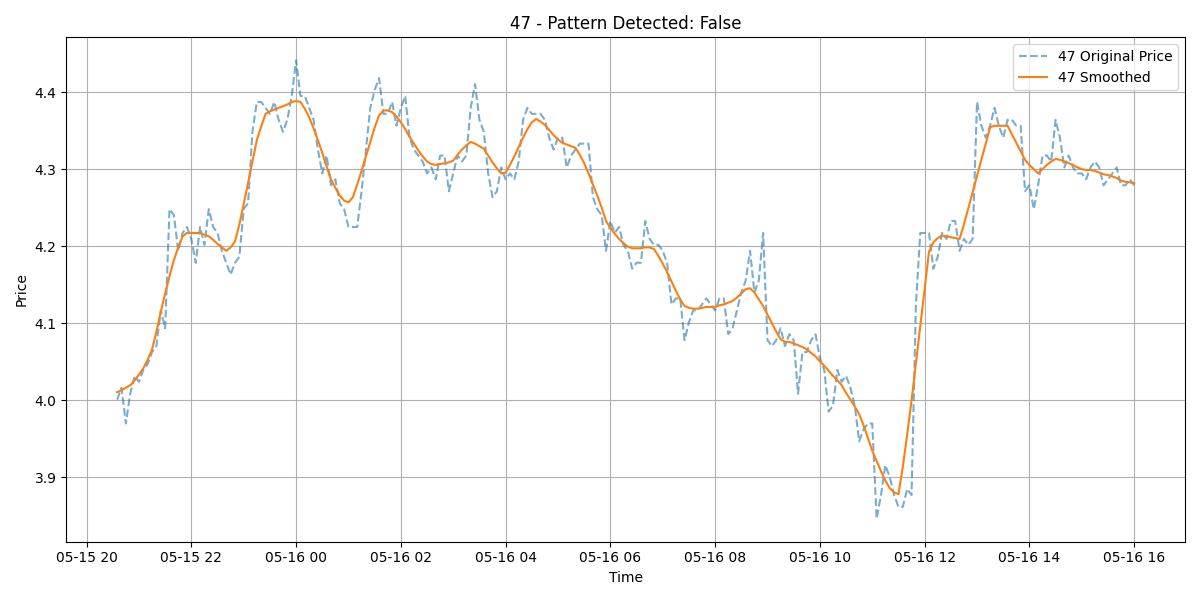 47 - Pattern Detected: False
47 Original Price
47 Smoothed
4.4
4.3
4.2
4.1
4.0
3.9
Price
05-15 20 05-15 22 05-16 00 05-16 02 05-16 04 05-16 06 05-16 08 05-16 10 05-16 12 05-16 14 05-16 16
Time